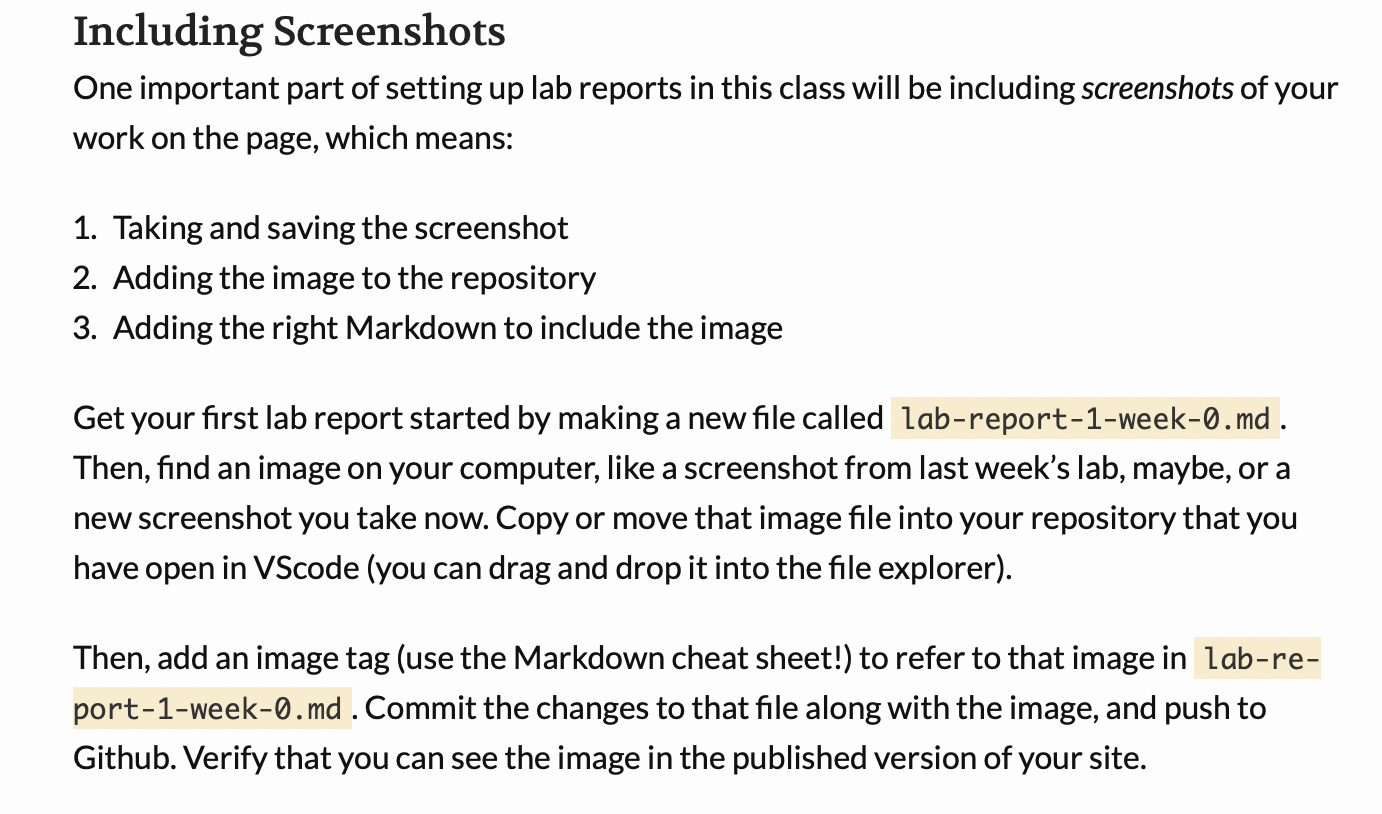 Including Screenshots
One important part of setting up lab reports in this class will be including screenshots of your
work on the page, which means:
1. Taking and saving the screenshot
2. Adding the image to the repository
3. Adding the right Markdown to include the image
Get your first lab report started by making a new file called lab-report-1-week-0.md.
Then, find an image on your computer, like a screenshot from last week’s lab, maybe, or a
new screenshot you take now. Copy or move that image file into your repository that you
have open in VScode (you can drag and drop it into the file explorer).
Then, add an image tag (use the Markdown cheat sheet!) to refer to that image in lab-re-
port-1-week-0.md. Commit the changes to that file along with the image, and push to
Github. Verify that you can see the image in the published version of your site.